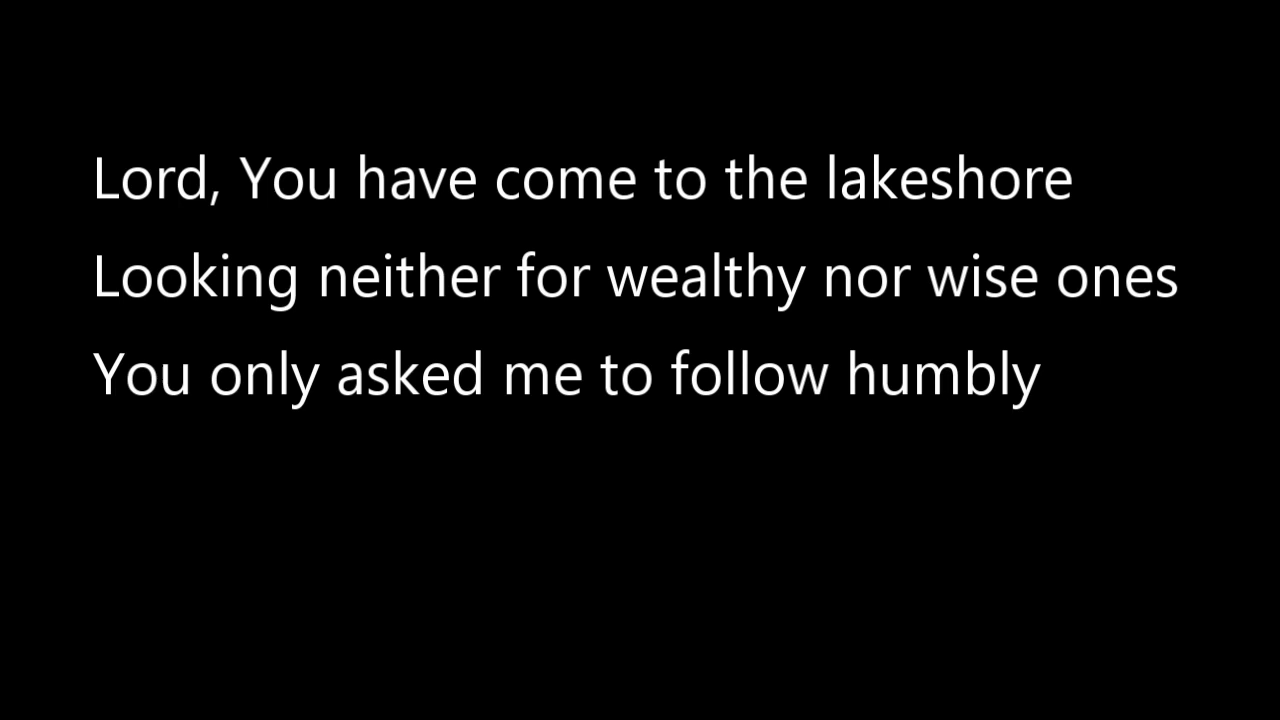 Lord, You have come to the lakeshore
Looking neither for wealthy nor wise ones
You only asked me to follow humbly